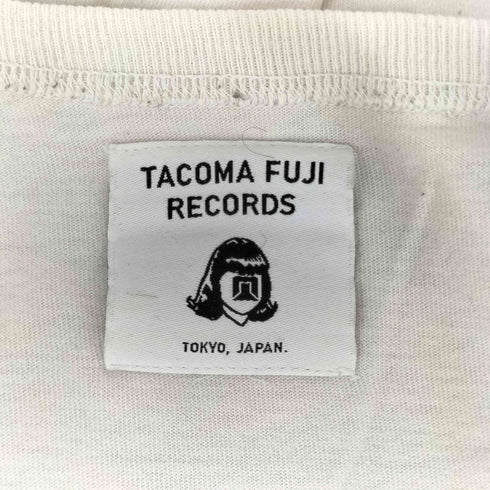 TACOMA FUJI
RECORDS
TOKYO, JAPAN.